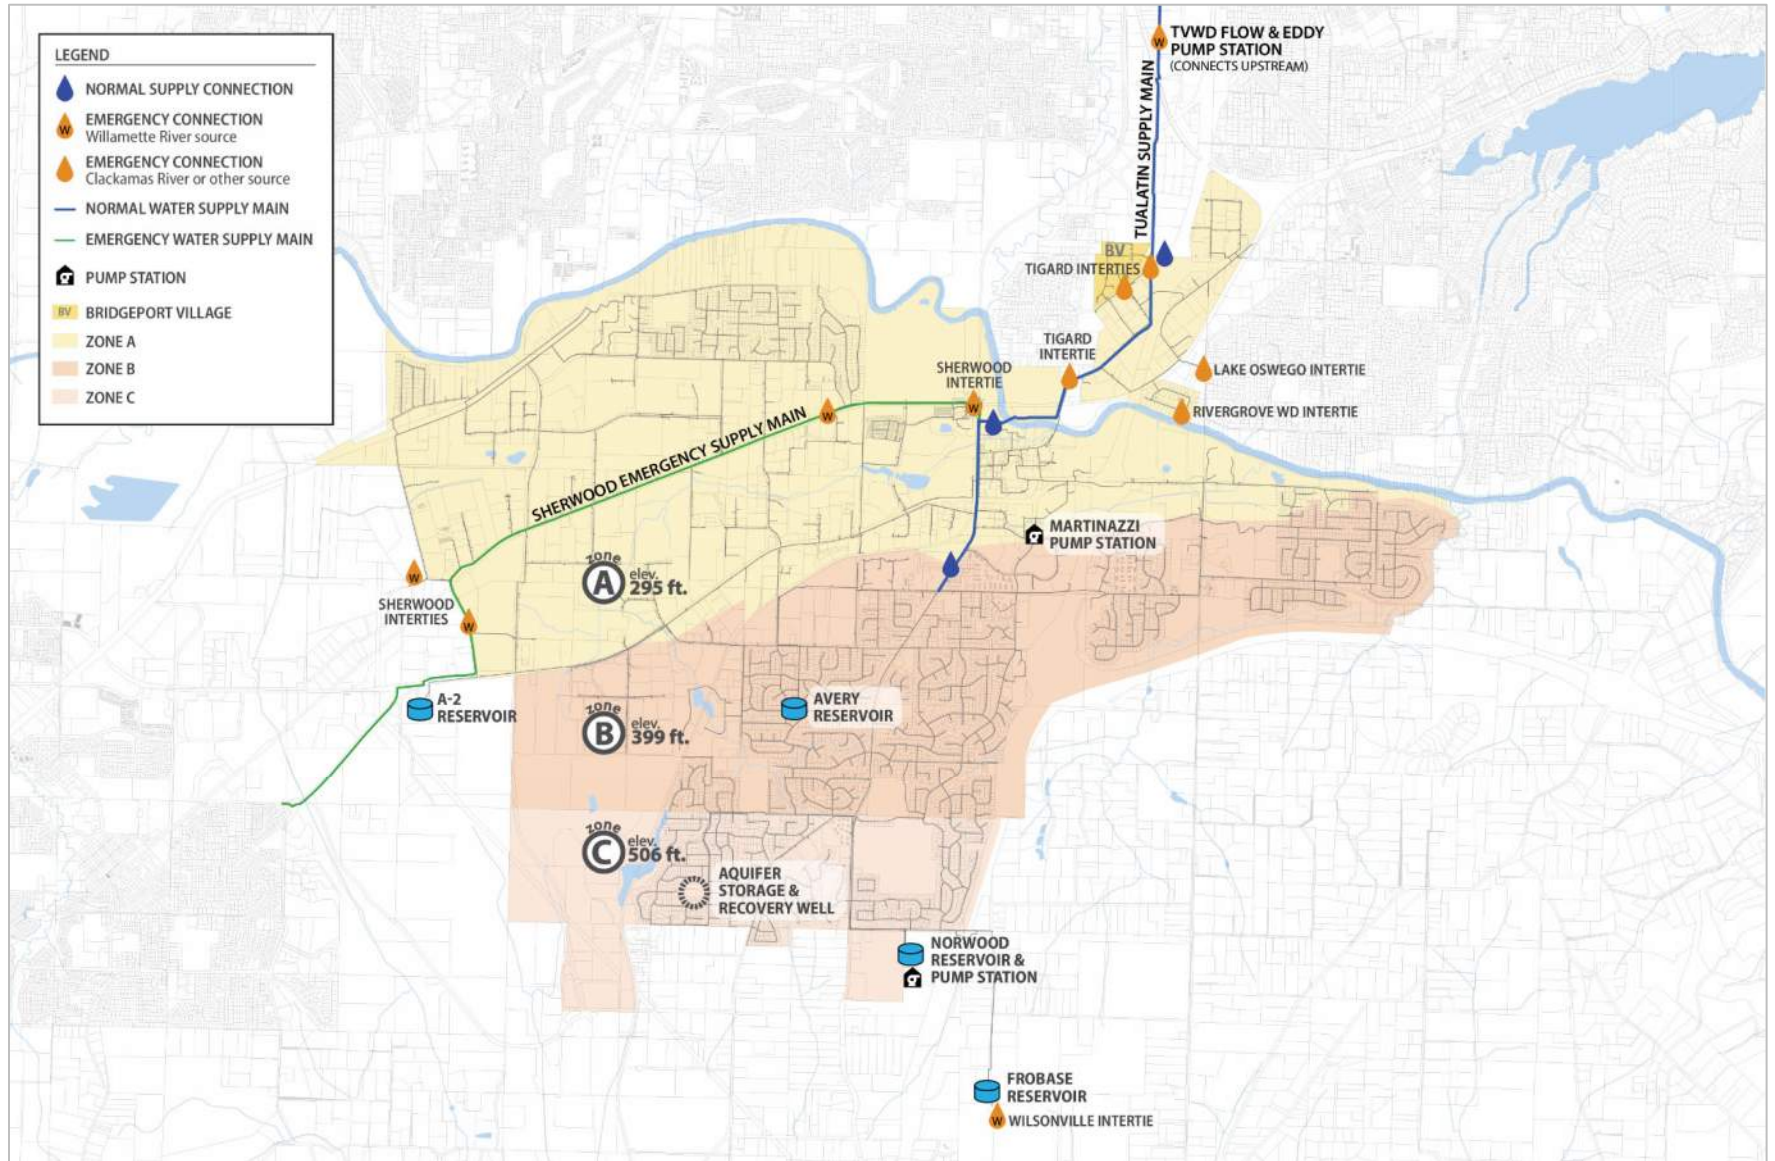 LEGEND
NORMAL SUPPLY CONNECTION
W
EMERGENCY CONNECTION
Willamette River source
EMERGENCY CONNECTION
Clackamas River or other source
NORMAL WATER SUPPLY MAIN
EMERGENCY WATER SUPPLY MAIN
PUMP STATION
BV
BRIDGEPORT VILLAGE
ZONE A
ZONE B
ZONE C
W
TVWD FLOW & EDDY
PUMP STATION
(CONNECTS UPSTREAM)
TUALATIN SUPPLY MAIN
BV
TIGARD INTERTIES
TIGARD
INTERTIE
LAKE OSWEGO INTERTIE
RIVERGROVE WD INTERTIE
SHERWOOD
INTERTIE
W
W
SHERWOOD EMERGENCY SUPPLY MAIN
MARTINAZZI
PUMP STATION
zone
A
elev.
295 ft.
W
SHERWOOD
INTERTIES
W
A-2
RESERVOIR
zone
B
elev.
399 ft.
AVERY
RESERVOIR
zone
C
elev.
506 ft.
AQUIFER
STORAGE &
RECOVERY WELL
NORWOOD
RESERVOIR &
PUMP STATION
FROBASE
RESERVOIR
W
WILSONVILLE INTERTIE